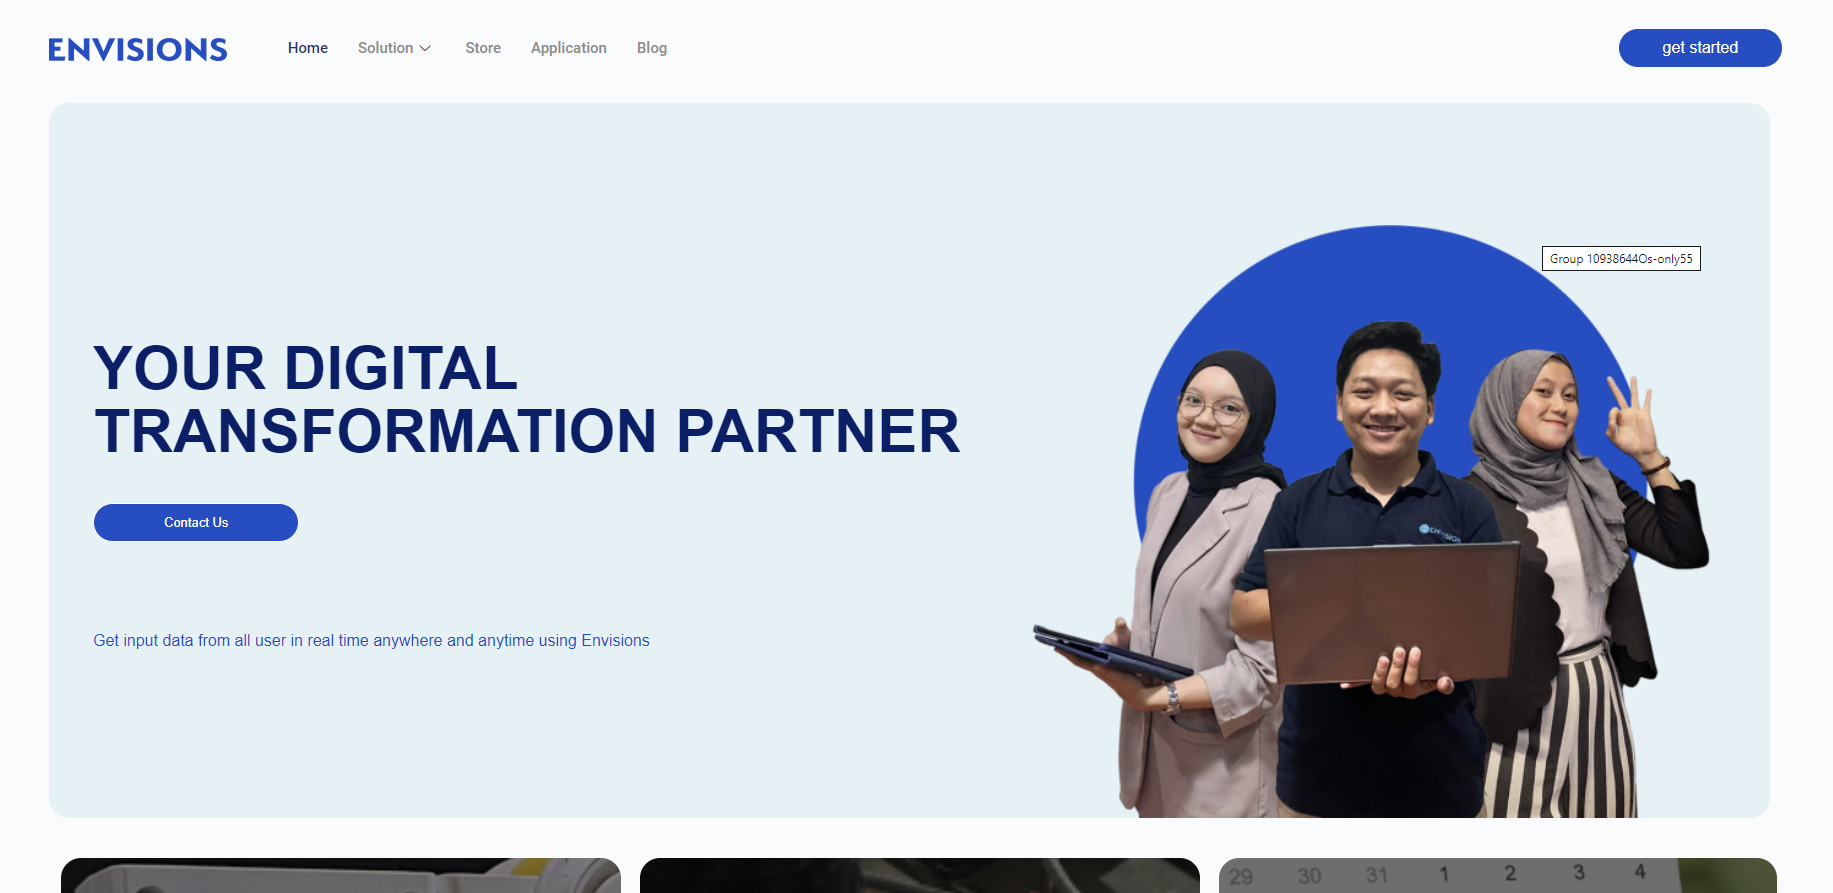 ENVISIONS
Home
Solution
Store
Application
Blog
get started
Group 10938644Os-only55
YOUR DIGITAL
TRANSFORMATION PARTNER
Contact Us
Get input data from all user in real time anywhere and anytime using Envisions
29 30 31 1 2 3 4